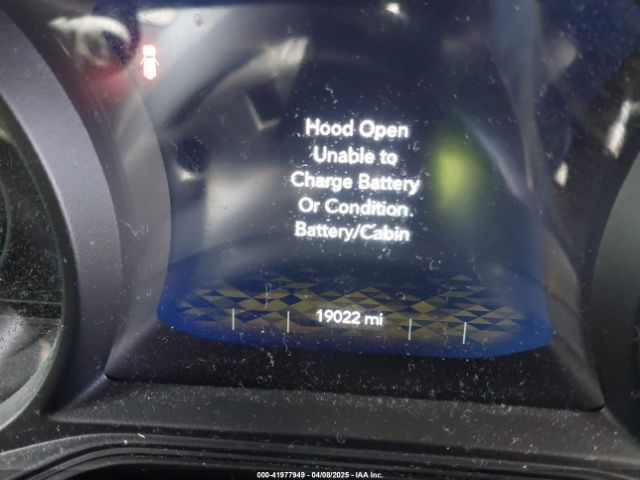 Hood Open
Unable to
Charge Battery
Or Condition
Battery/Cabin
19022 mi
000-41977949 - 04/08/2025 - IAA Inc.